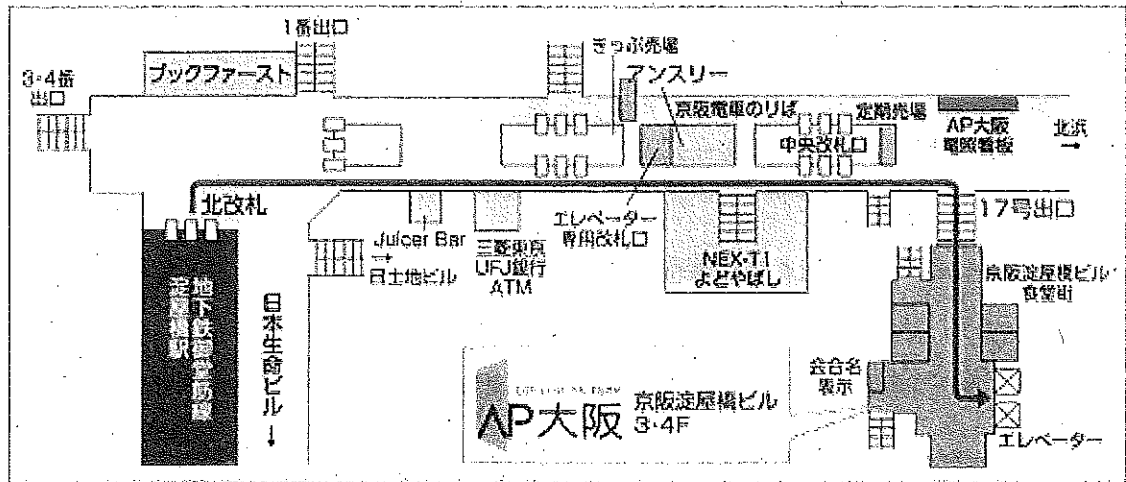 1番出口
きっぷ売場
ブックファースト
3・4番
出口
アンスリー
京阪電車のりば
定期売場
中央改札口
AP大阪
電照看板
北浜
→
北改札
17号出口
エレベーター
専用改札口
Juicer Bar
→
日土地ビル
三菱東京
UFJ銀行
ATM
NEX・T.I
よどやばし
京阪淀屋橋ビル
食堂街
地下鉄御堂筋線
淀屋橋駅
日本生命ビル→
会合名
表示
AP大阪
京阪淀屋橋ビル
3・4F
エレベーター